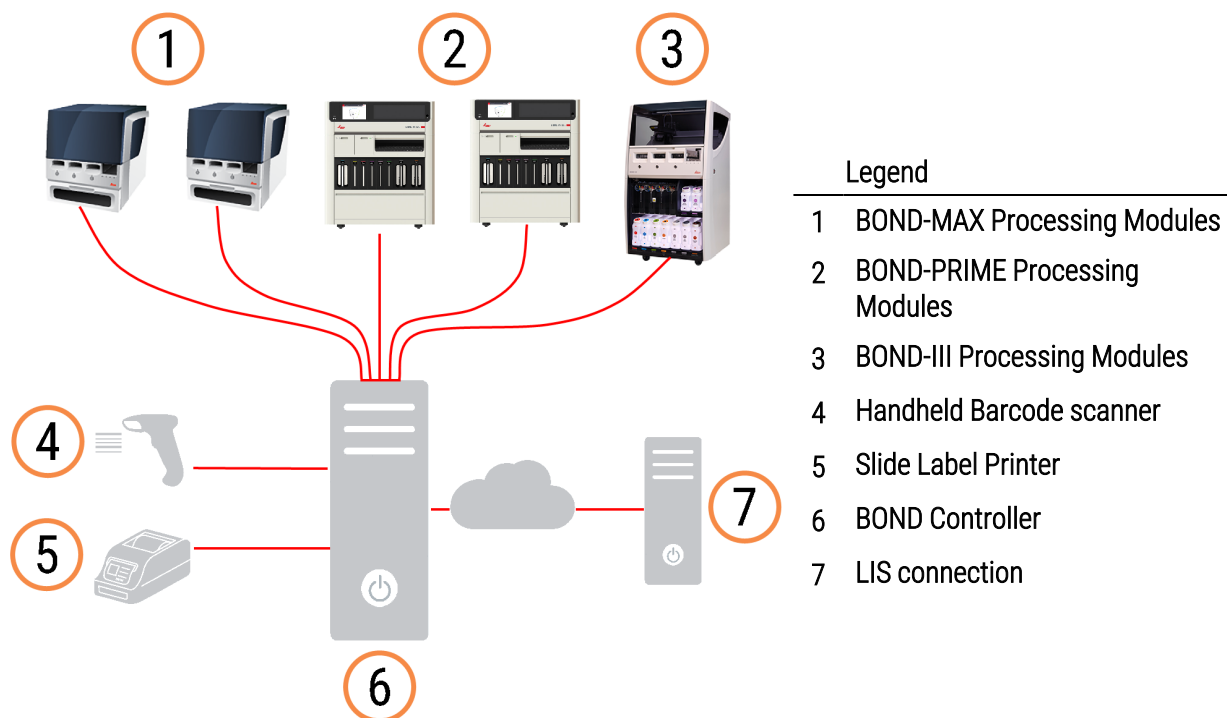 1
2
3
4
5
6
7
Legend
1 BOND-MAX Processing Modules
2 BOND-PRIME Processing
Modules
3 BOND-III Processing Modules
4 Handheld Barcode scanner
5 Slide Label Printer
6 BOND Controller
7 LIS connection